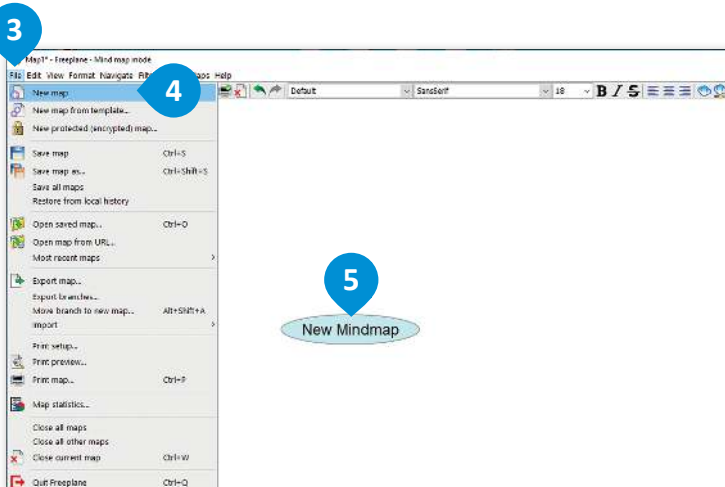 3
Map1* - Freeplane - Mind map mode
File Edit View Format Navigate Filter Maps Help
New map
4
Default SansSerif 18 B I S
New map from template...
New protected (encrypted) map...
Save map Ctrl+S
Save map as... Ctrl+Shift+S
Save all maps
Restore from local history
Open saved map... Ctrl+O
Open map from URL...
Most recent maps
Export map...
Export branches...
Move branch to new map... Alt+Shift+A
Import
5
New Mindmap
Print setup...
Print preview...
Print map... Ctrl+P
Map statistics...
Close all maps
Close all other maps
Close current map Ctrl+W
Quit Freeplane Ctrl+Q